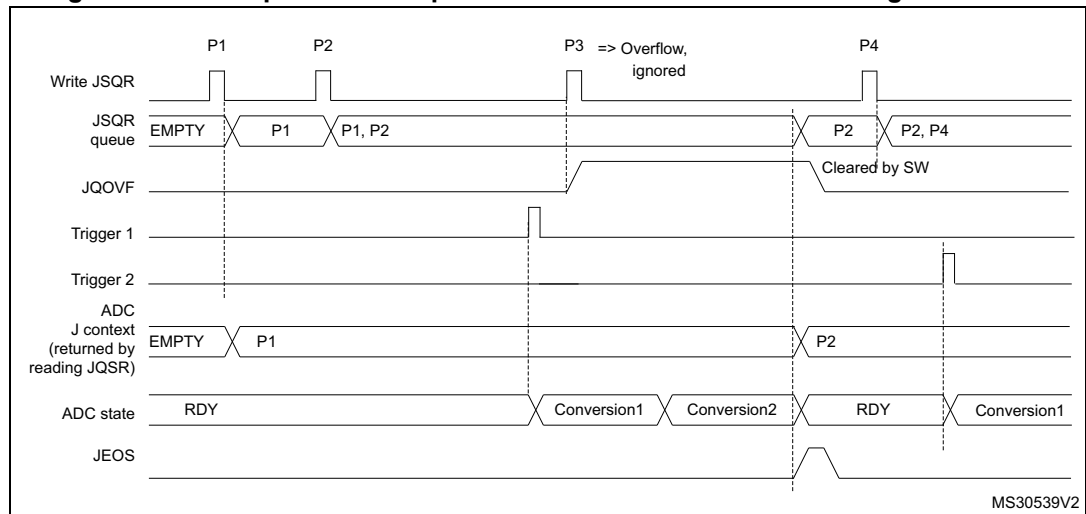 P1 P2 P3 => Overflow, P4
ignored
Write JSQR
JSQR
queue
EMPTY P1 P1, P2 P2 P2, P4
Cleared by SW
JQOVF
Trigger 1
Trigger 2
ADC
J context
(returned by
reading JQSR)
EMPTY P1 P2
ADC state RDY Conversion1 Conversion2 RDY Conversion1
JEOS
MS30539V2